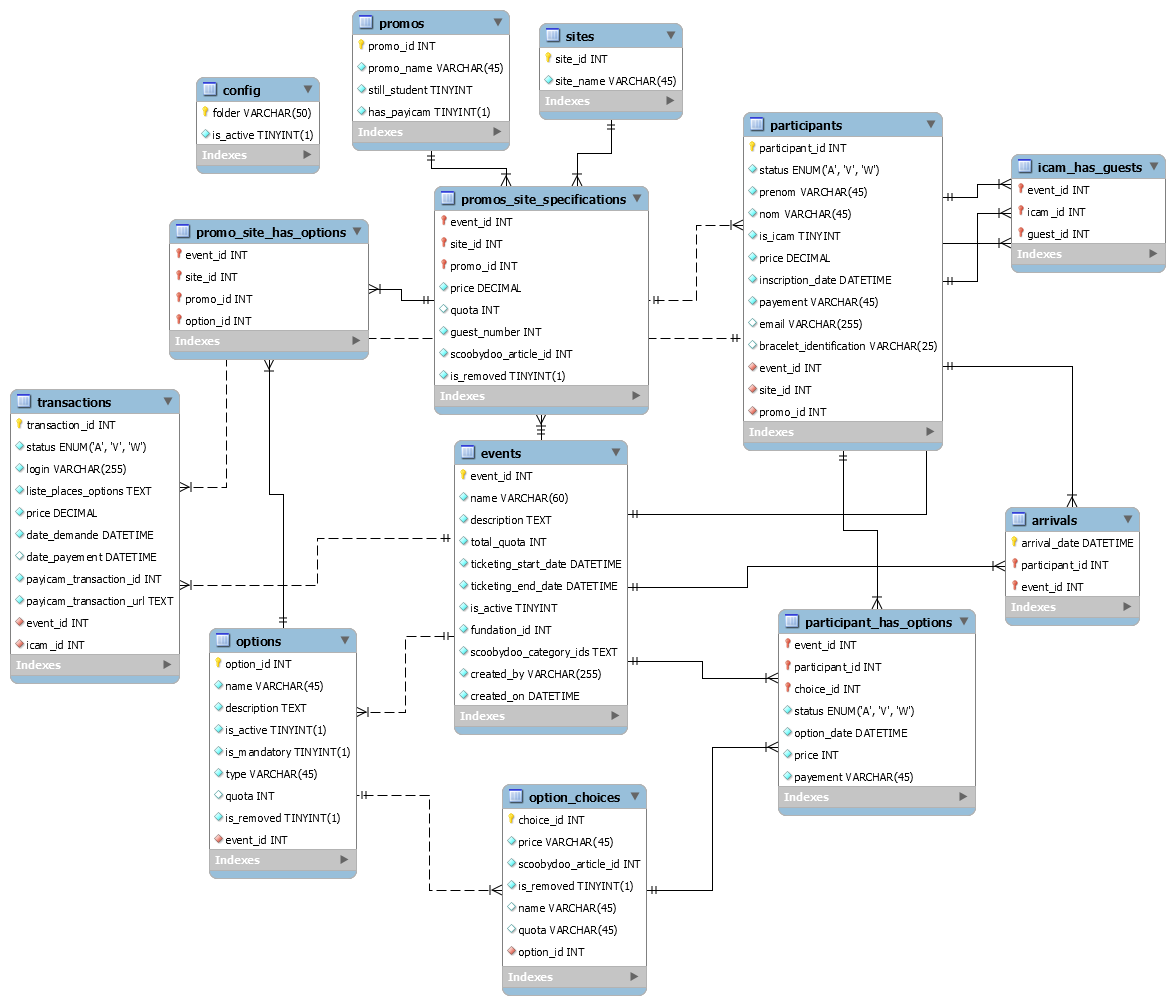 promos
promo_id INT
promo_name VARCHAR(45)
still_student TINYINT
has_payicam TINYINT(1)
Indexes
sites
site_id INT
site_name VARCHAR(45)
Indexes
config
folder VARCHAR(50)
is_active TINYINT(1)
Indexes
participants
participant_id INT
status ENUM('A', 'V', 'W')
prenom VARCHAR(45)
nom VARCHAR(45)
is_icam TINYINT
price DECIMAL
inscription_date DATETIME
payement VARCHAR(45)
email VARCHAR(255)
bracelet_identification VARCHAR(25)
event_id INT
site_id INT
promo_id INT
Indexes
icam_has_guests
event_id INT
icam_id INT
guest_id INT
Indexes
promos_site_specifications
event_id INT
site_id INT
promo_id INT
price DECIMAL
quota INT
guest_number INT
scoobydoo_article_id INT
is_removed TINYINT(1)
Indexes
promo_site_has_options
event_id INT
site_id INT
promo_id INT
option_id INT
Indexes
transactions
transaction_id INT
status ENUM('A', 'V', 'W')
login VARCHAR(255)
liste_places_options TEXT
price DECIMAL
date_demande DATETIME
date_payement DATETIME
payicam_transaction_id INT
payicam_transaction_url TEXT
event_id INT
icam_id INT
Indexes
events
event_id INT
name VARCHAR(60)
description TEXT
total_quota INT
ticketing_start_date DATETIME
ticketing_end_date DATETIME
is_active TINYINT
fundation_id INT
scoobydoo_category_ids TEXT
created_by VARCHAR(255)
created_on DATETIME
Indexes
arrivals
arrival_date DATETIME
participant_id INT
event_id INT
Indexes
options
option_id INT
name VARCHAR(45)
description TEXT
is_active TINYINT(1)
is_mandatory TINYINT(1)
type VARCHAR(45)
quota INT
is_removed TINYINT(1)
event_id INT
Indexes
participant_has_options
event_id INT
participant_id INT
choice_id INT
status ENUM('A', 'V', 'W')
option_date DATETIME
price INT
payement VARCHAR(45)
Indexes
option_choices
choice_id INT
price VARCHAR(45)
scoobydoo_article_id INT
is_removed TINYINT(1)
name VARCHAR(45)
quota VARCHAR(45)
option_id INT
Indexes